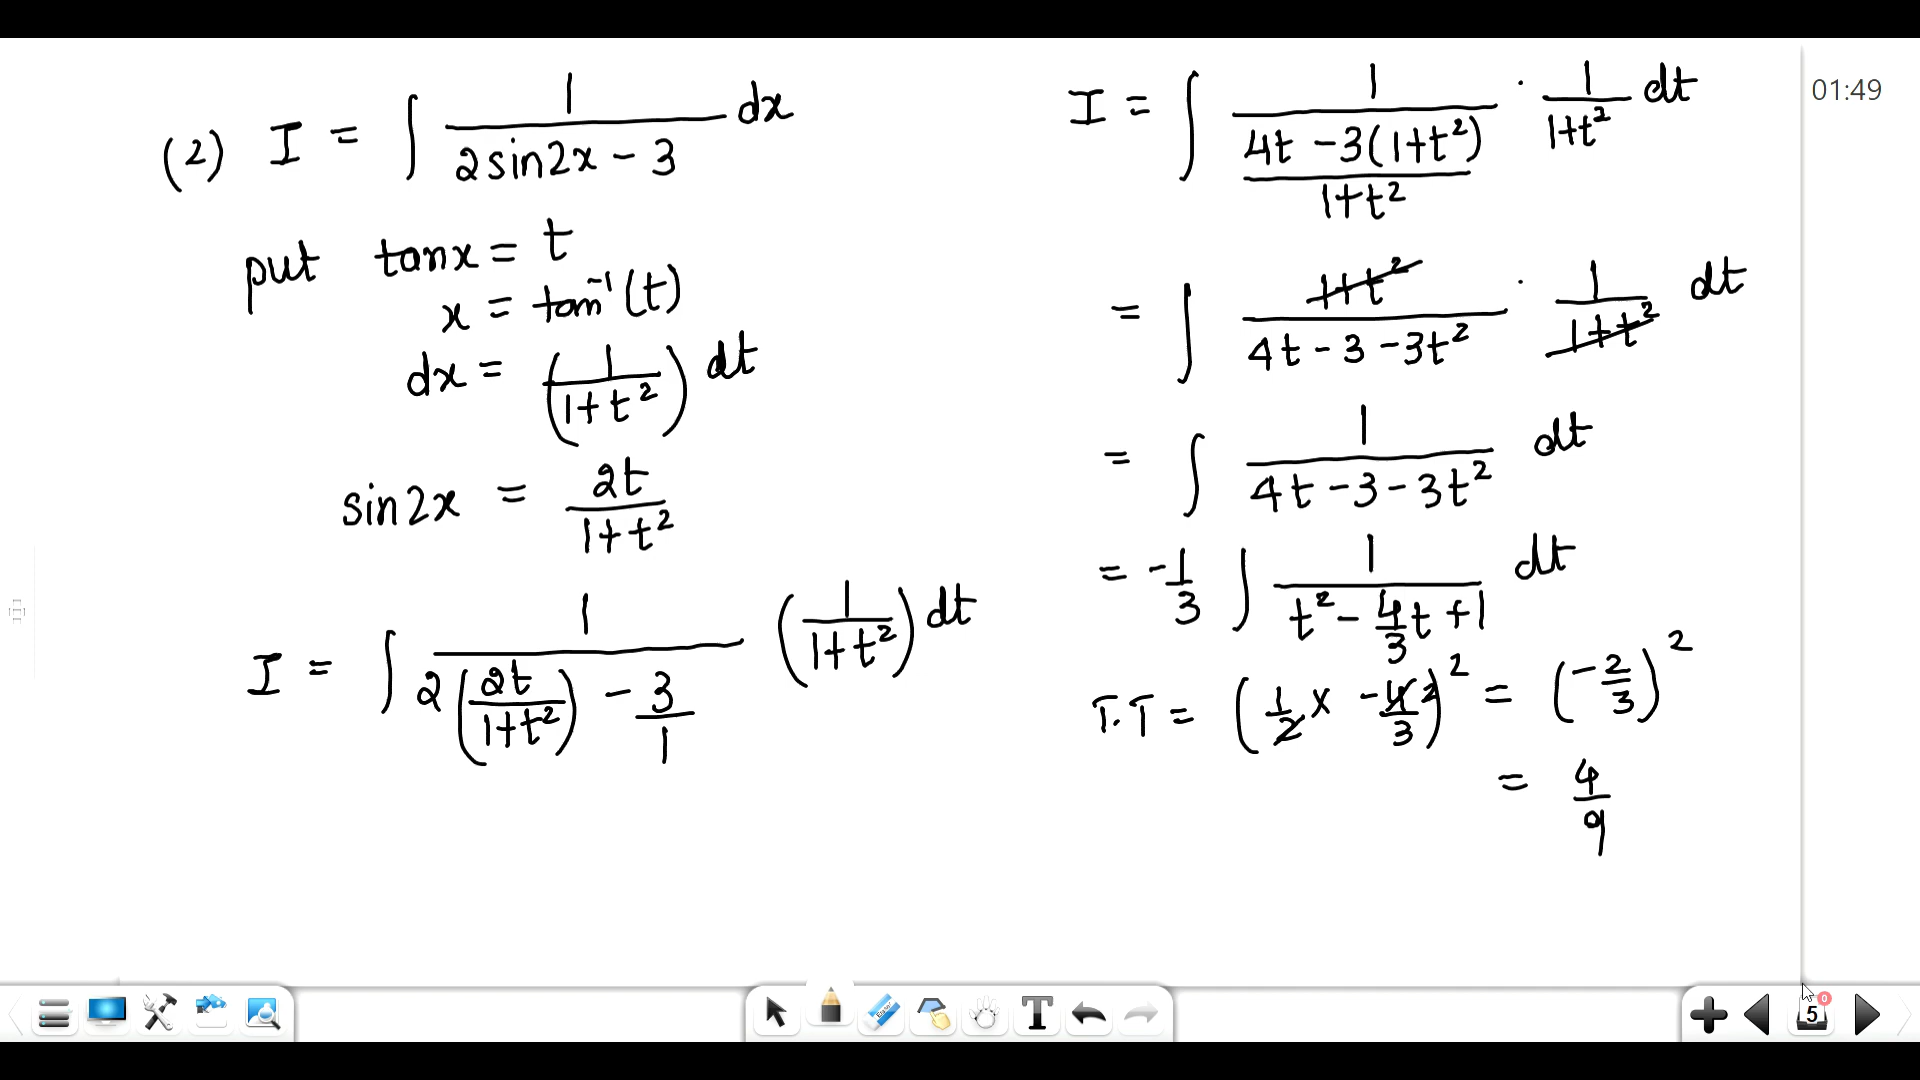 (2) I = ∫ 1/(2sin2x - 3) dx
put tanx = t
x = tan⁻¹(t)
dx = (1/(1+t²)) dt
sin2x = 2t/(1+t²)
I = ∫ 1/(2(2t/(1+t²)) - 3/1) (1/(1+t²)) dt
I = ∫ 1/((4t - 3(1+t²))/(1+t²)) · 1/(1+t²) dt
= ∫ (1+t²)/(4t - 3 - 3t²) · 1/(1+t²) dt
= ∫ 1/(4t - 3 - 3t²) dt
= -1/3 ∫ 1/(t² - 4/3 t + 1) dt
T.T = (1/2 x -4/3 2)² = (-2/3)²
= 4/9
01:49
T
0
5